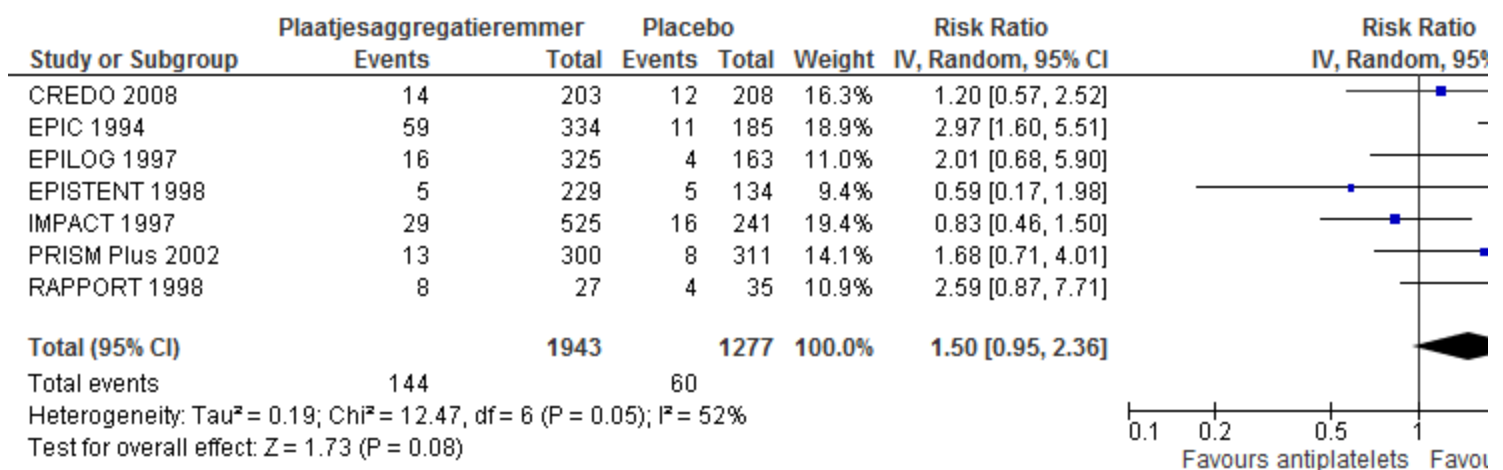 Plaatjesaggregatieremmer Placebo Risk Ratio Risk Ratio
Study or Subgroup Events Total Events Total Weight IV, Random, 95% CI IV, Random, 95%
CREDO 2008 14 203 12 208 16.3% 1.20 [0.57, 2.52]
EPIC 1994 59 334 11 185 18.9% 2.97 [1.60, 5.51]
EPILOG 1997 16 325 4 163 11.0% 2.01 [0.68, 5.90]
EPISTENT 1998 5 229 5 134 9.4% 0.59 [0.17, 1.98]
IMPACT 1997 29 525 16 241 19.4% 0.83 [0.46, 1.50]
PRISM Plus 2002 13 300 8 311 14.1% 1.68 [0.71, 4.01]
RAPPORT 1998 8 27 4 35 10.9% 2.59 [0.87, 7.71]
Total (95% CI) 1943 1277 100.0% 1.50 [0.95, 2.36]
Total events 144 60
Heterogeneity: Tau² = 0.19; Chi² = 12.47, df = 6 (P = 0.05); I² = 52%
Test for overall effect: Z = 1.73 (P = 0.08)
0.1 0.2 0.5 1
Favours antiplatelets Favou